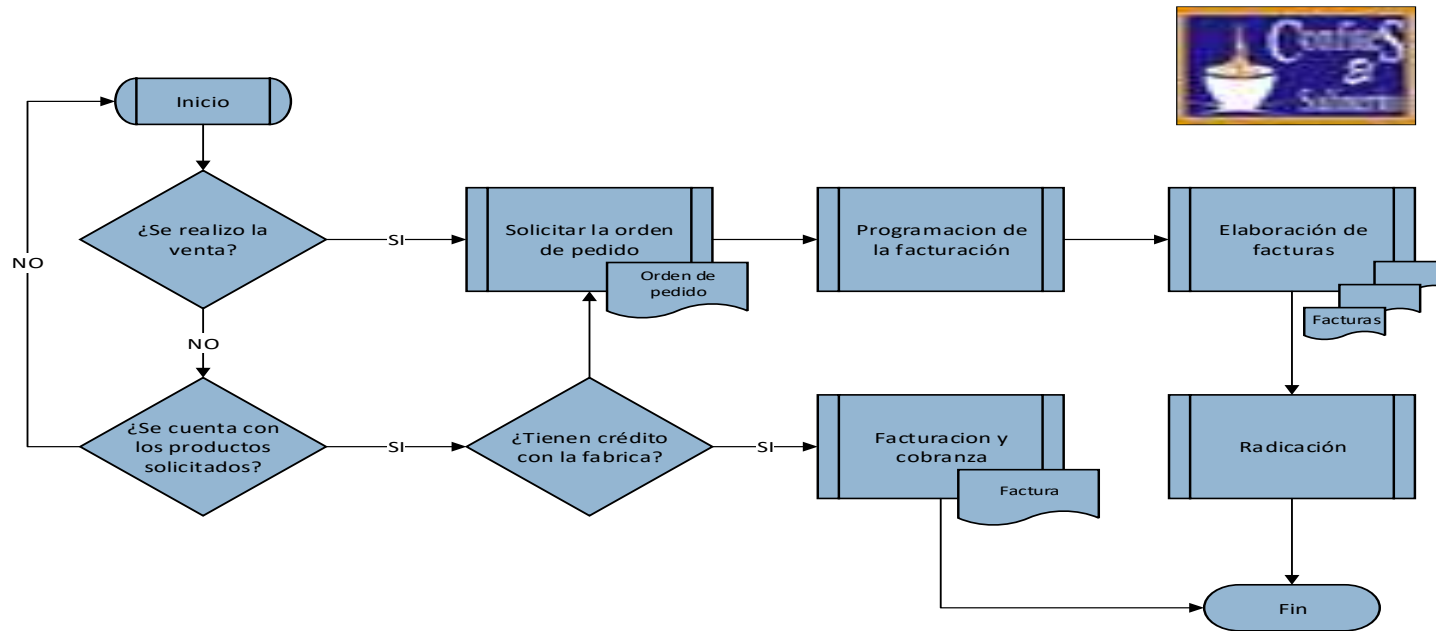 Confites
&
Inicio
¿Se realizo la
venta?
SI
Solicitar la orden
de pedido
Orden de
pedido
Programacion de
la facturación
Elaboración de
facturas
Facturas
NO
NO
¿Se cuenta con
los productos
solicitados?
SI
¿Tienen crédito
con la fabrica?
SI
Facturacion y
cobranza
Factura
Radicación
Fin